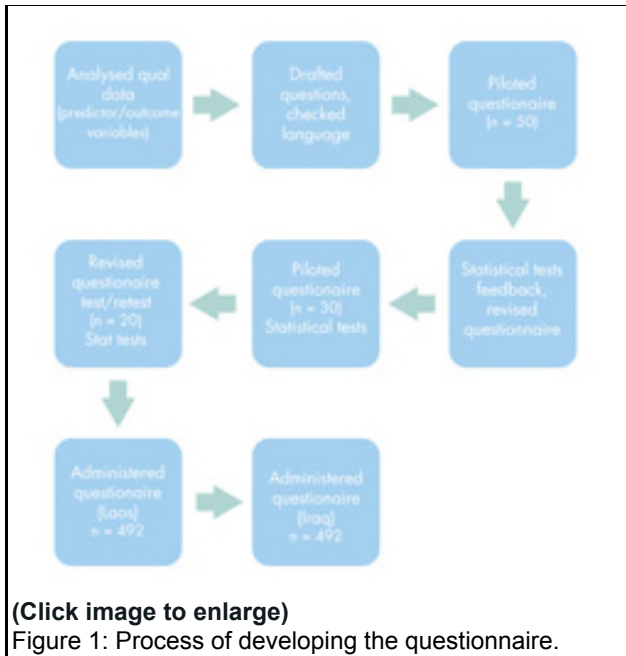 Analysed qual
data
(predictor/outcome
variables)
Drafted
questions,
checked
language
Piloted
questionaire
(n = 50)
Statistical tests
feedback,
revised
questionnaire
Piloted
questionaire
(n = 30)
Statistical tests
Revised
questionaire
test/retest
(n = 20)
Stat tests
Administered
questionaire
(Laos)
n = 492
Administered
questionaire
(Iraq)
n = 492
(Click image to enlarge)
Figure 1: Process of developing the questionnaire.